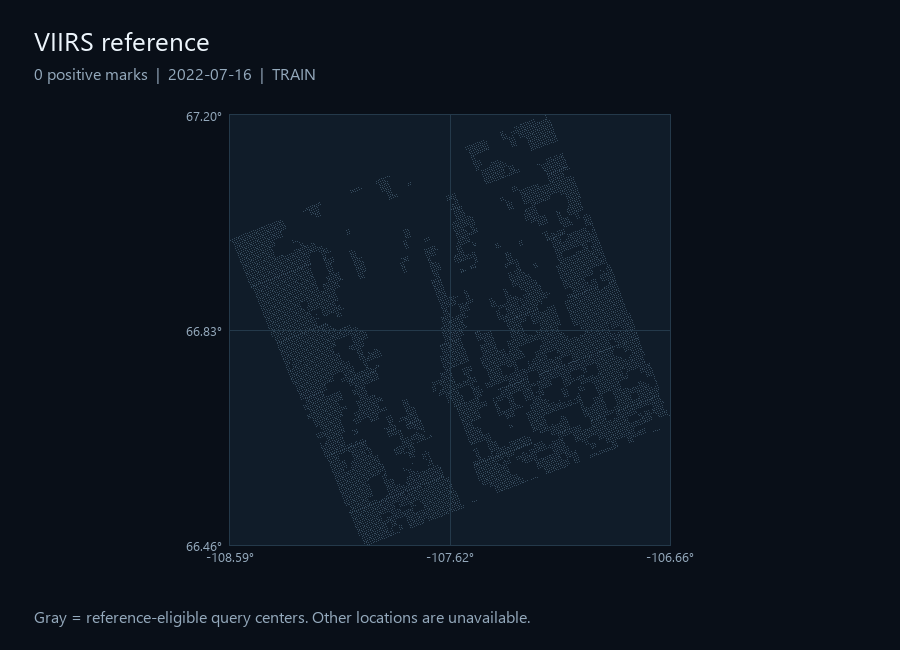 VIIRS reference
0 positive marks | 2022-07-16 | TRAIN
67.20°
66.83°
66.46°
-108.59°
-107.62°
-106.66°
Gray = reference-eligible query centers. Other locations are unavailable.